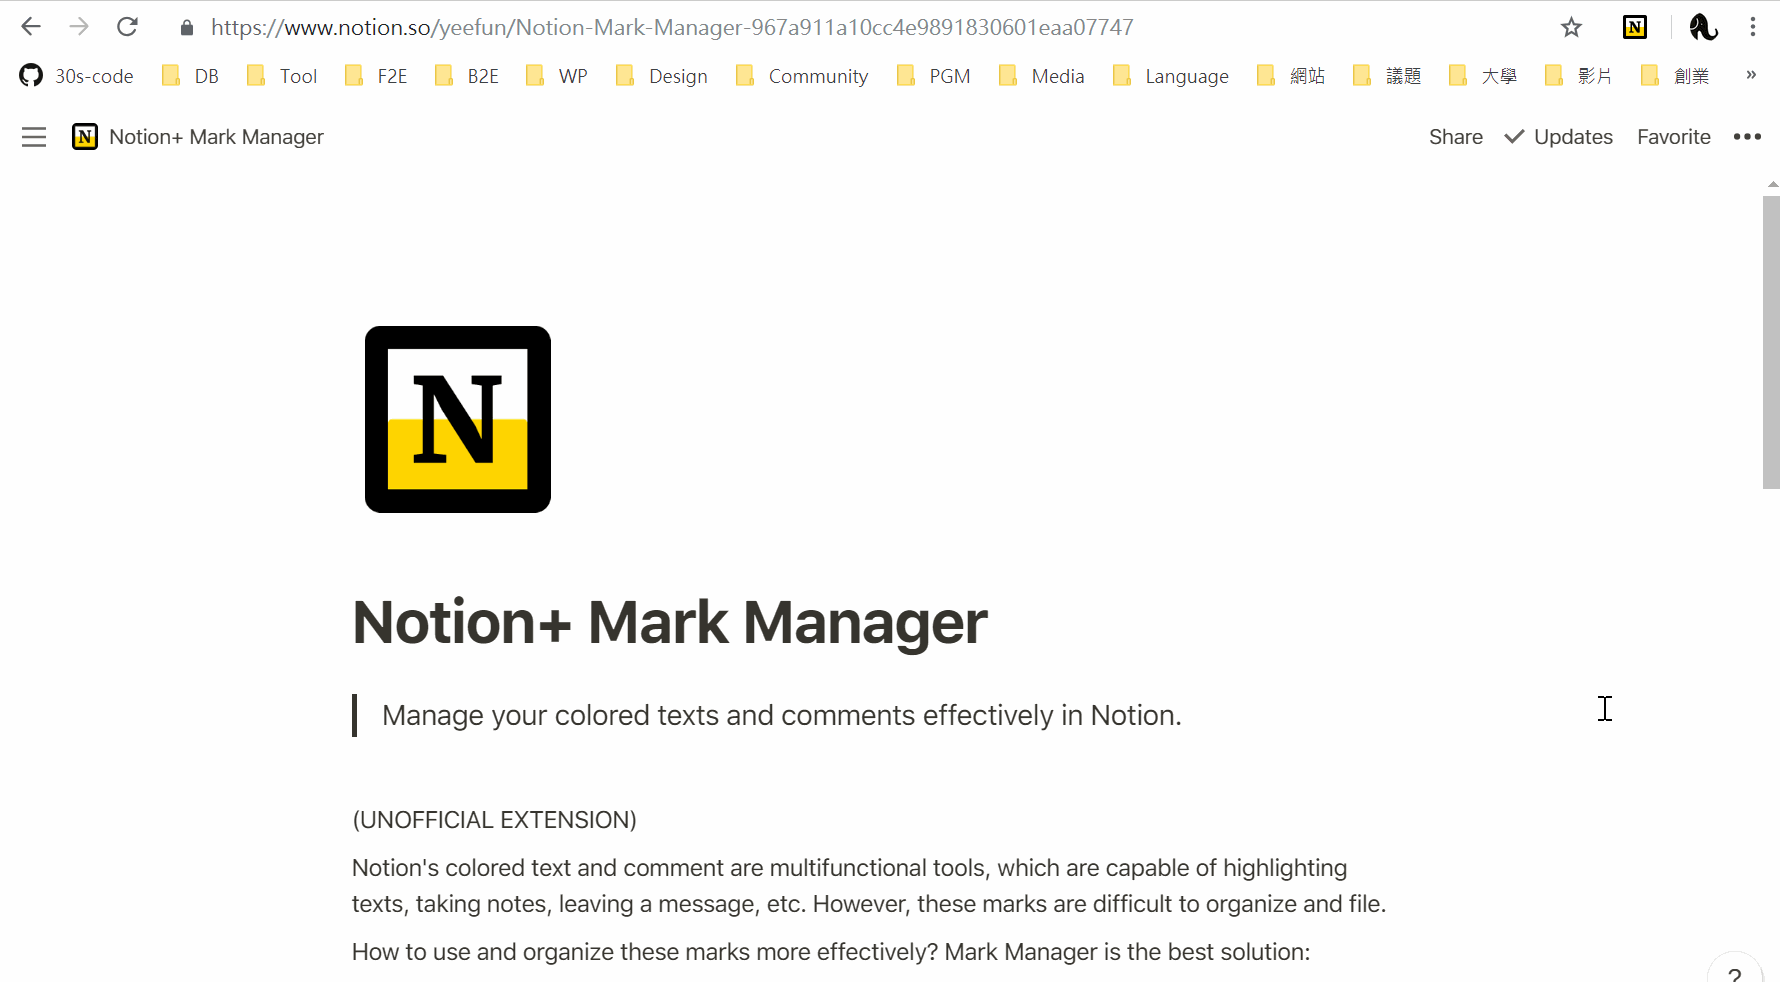 https://www.notion.so/yeefun/Notion-Mark-Manager-967a911a10cc4e9891830601eaa07747 N
30s-code DB Tool F2E B2E WP Design Community PGM Media Language 網站 議題 大學 影片 創業 »
N Notion+ Mark Manager Share Updates Favorite
N
Notion+ Mark Manager
Manage your colored texts and comments effectively in Notion.
(UNOFFICIAL EXTENSION)
Notion's colored text and comment are multifunctional tools, which are capable of highlighting
texts, taking notes, leaving a message, etc. However, these marks are difficult to organize and file.
How to use and organize these marks more effectively? Mark Manager is the best solution:
?